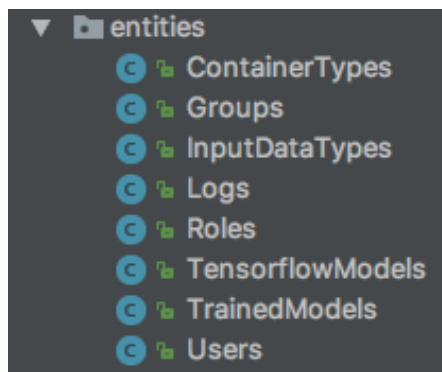 entities
C ContainerTypes
C Groups
C InputDataTypes
C Logs
C Roles
C TensorflowModels
C TrainedModels
C Users